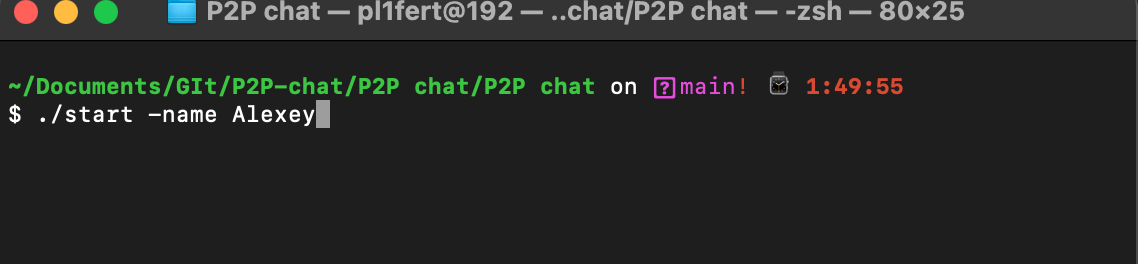 P2P chat — pl1fert@192 — ..chat/P2P chat — -zsh — 80×25
~/Documents/GIt/P2P-chat/P2P chat/P2P chat on ?main! 1:49:55
$ ./start -name Alexey